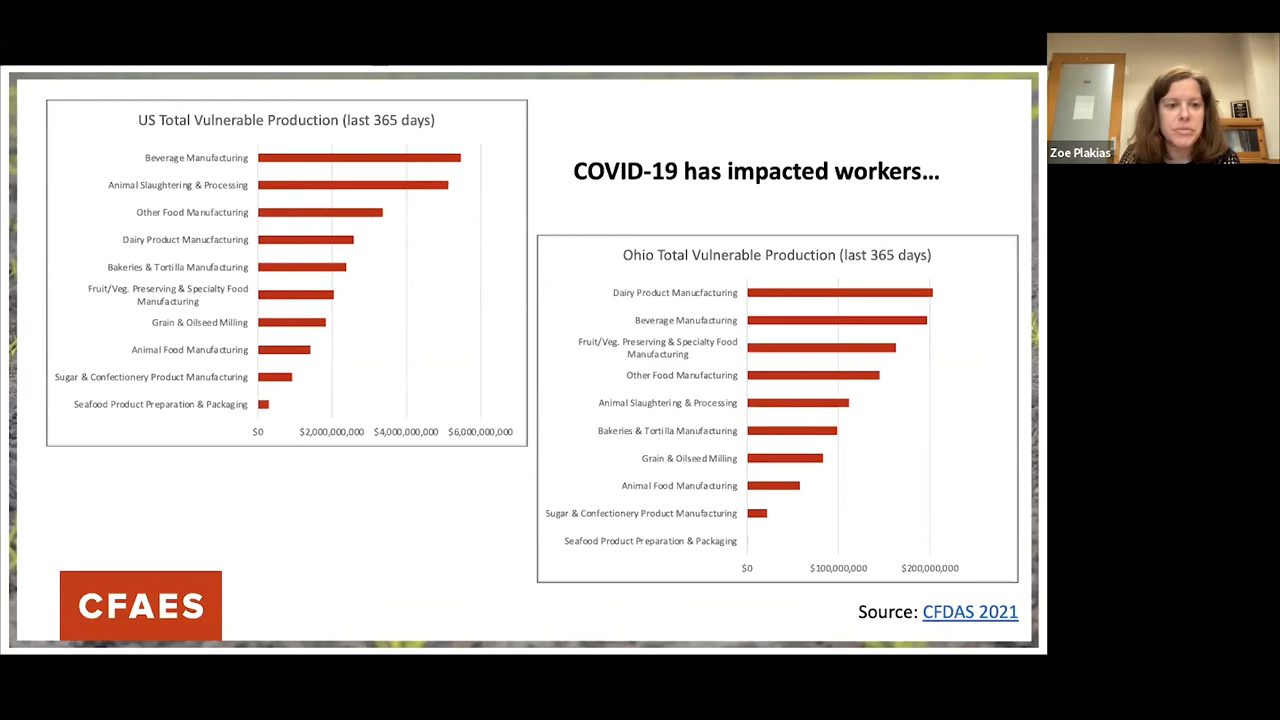 US Total Vulnerable Production (last 365 days)
Beverage Manufacturing
Animal Slaughtering & Processing
Other Food Manufacturing
Dairy Product Manucfacturing
Bakeries & Tortilla Manufacturing
Fruit/Veg. Preserving & Specialty Food
Manufacturing
Grain & Oilseed Milling
Animal Food Manufacturing
Sugar & Confectionery Product Manufacturing
Seafood Product Preparation & Packaging
$0 $2,000,000,000 $4,000,000,000 $6,000,000,000
COVID-19 has impacted workers…
Ohio Total Vulnerable Production (last 365 days)
Dairy Product Manucfacturing
Beverage Manufacturing
Fruit/Veg. Preserving & Specialty Food
Manufacturing
Other Food Manufacturing
Animal Slaughtering & Processing
Bakeries & Tortilla Manufacturing
Grain & Oilseed Milling
Animal Food Manufacturing
Sugar & Confectionery Product Manufacturing
Seafood Product Preparation & Packaging
$0 $100,000,000 $200,000,000
CFAES
Source: CFDAS 2021
Zoe Plakias